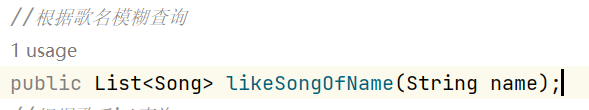 //根据歌名模糊查询
1 usage
public List<Song> likeSongOfName(String name);